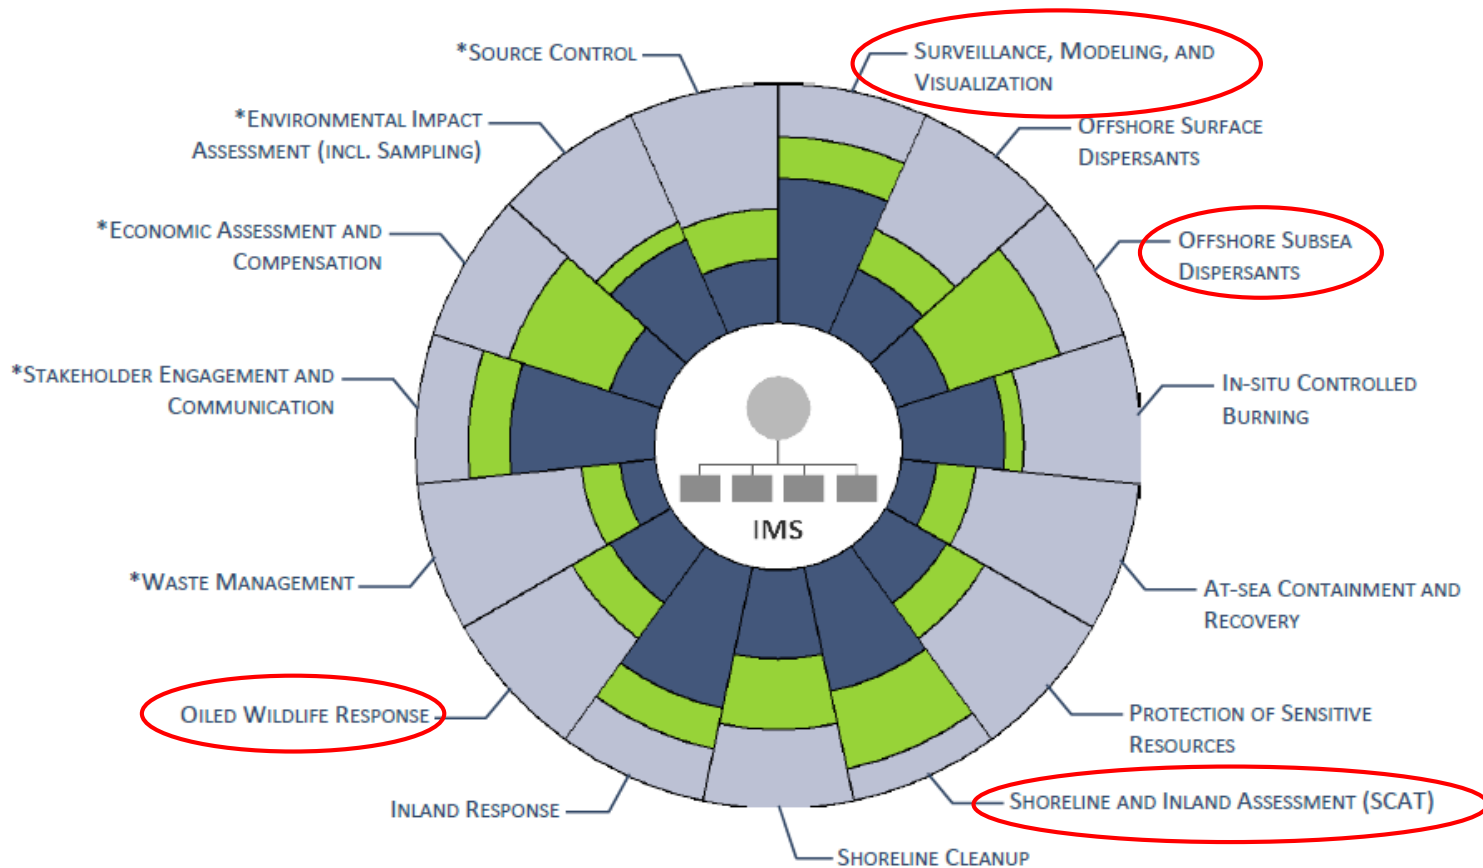 *SOURCE CONTROL
SURVEILLANCE, MODELING, AND
VISUALIZATION
*ENVIRONMENTAL IMPACT
ASSESSMENT (INCL. SAMPLING)
OFFSHORE SURFACE
DISPERSANTS
*ECONOMIC ASSESSMENT AND
COMPENSATION
OFFSHORE SUBSEA
DISPERSANTS
*STAKEHOLDER ENGAGEMENT AND
COMMUNICATION
IN-SITU CONTROLLED
BURNING
IMS
*WASTE MANAGEMENT
AT-SEA CONTAINMENT AND
RECOVERY
OILED WILDLIFE RESPONSE
PROTECTION OF SENSITIVE
RESOURCES
INLAND RESPONSE
SHORELINE AND INLAND ASSESSMENT (SCAT)
SHORELINE CLEANUP